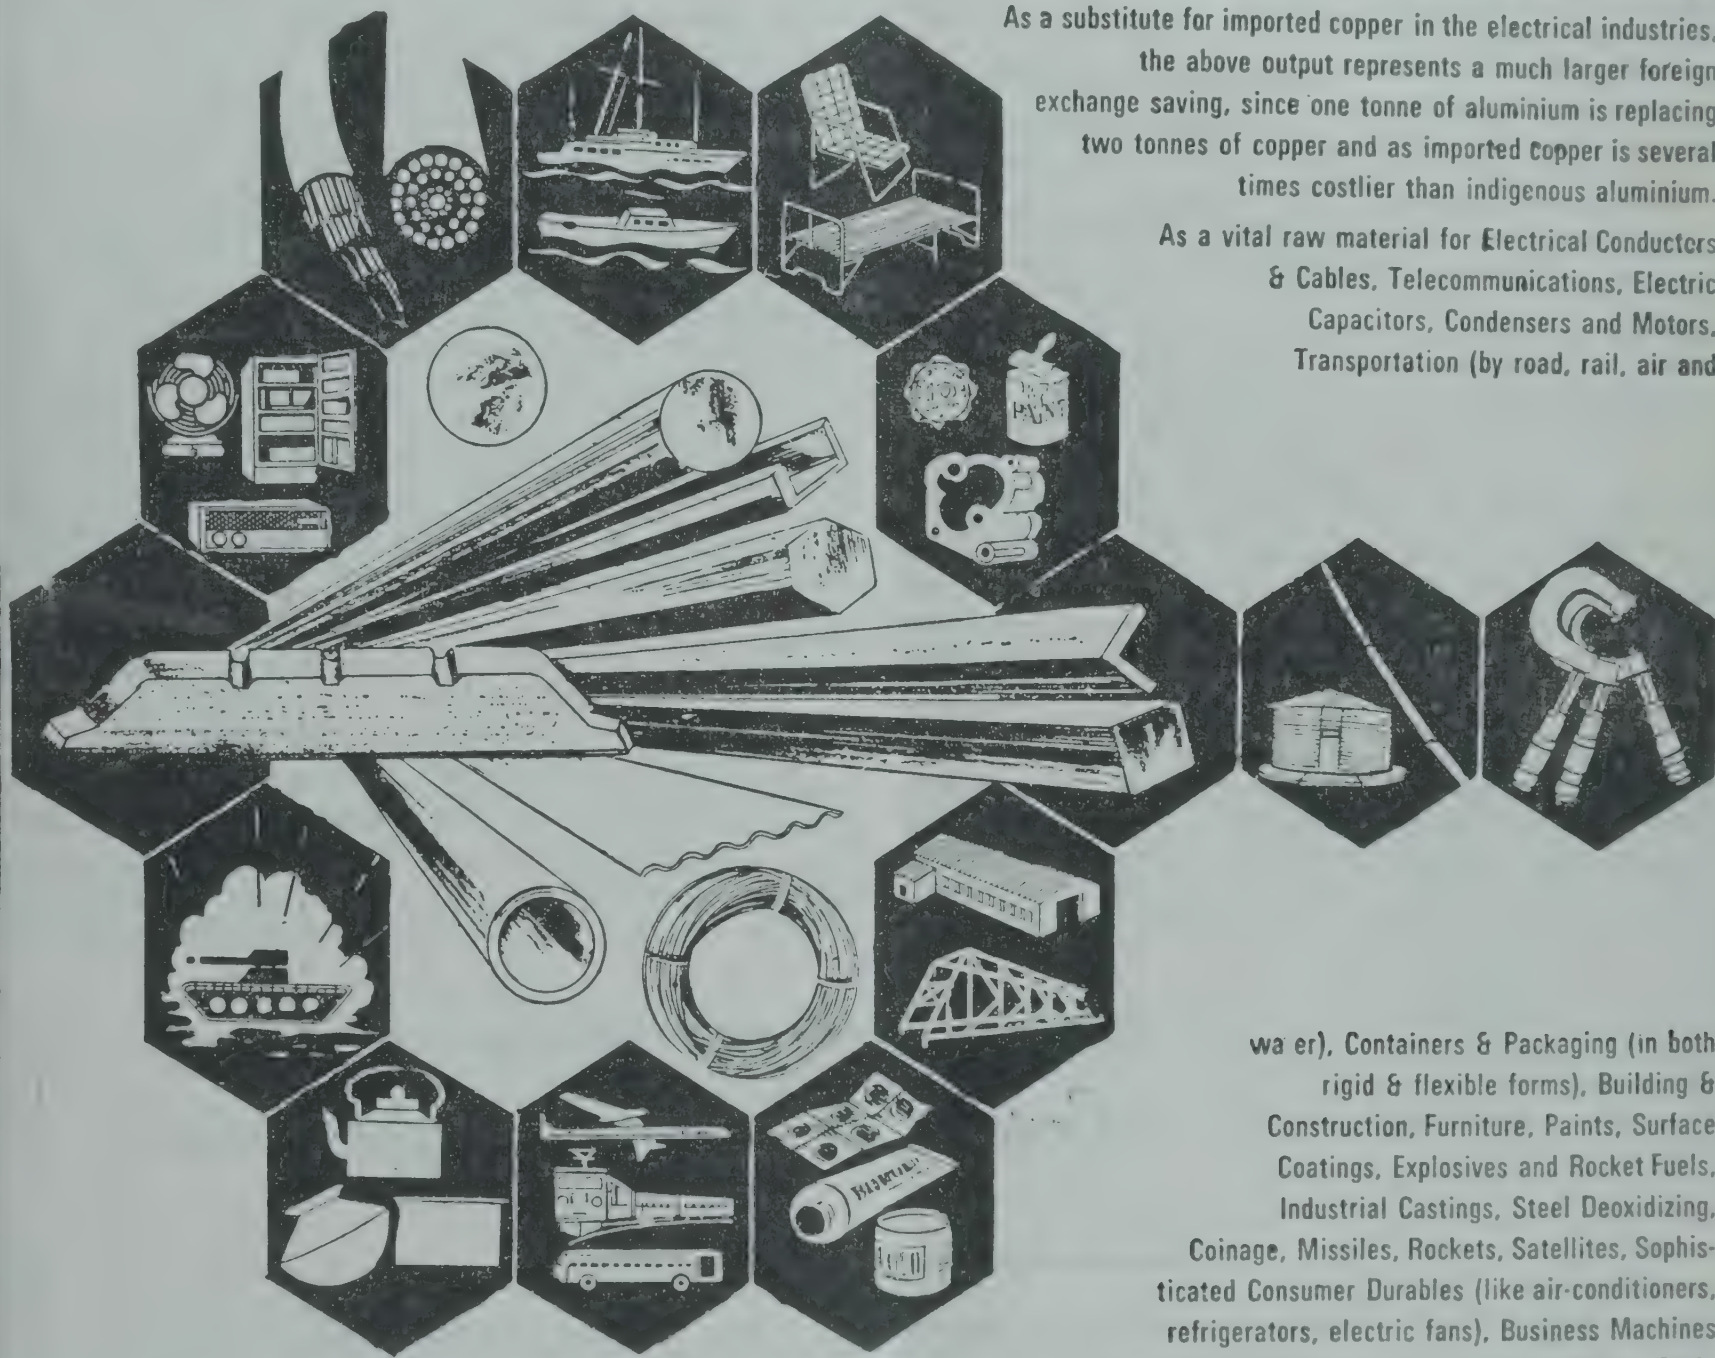 As a substitute for imported copper in the electrical industries,
the above output represents a much larger foreign
exchange saving, since one tonne of aluminium is replacing
two tonnes of copper and as imported copper is several
times costlier than indigenous aluminium.
As a vital raw material for Electrical Conductors
& Cables, Telecommunications, Electric
Capacitors, Condensers and Motors,
Transportation (by road, rail, air and
PAINT
wa er), Containers & Packaging (in both
rigid & flexible forms), Building &
Construction, Furniture, Paints, Surface
Coatings, Explosives and Rocket Fuels,
Industrial Castings, Steel Deoxidizing,
Coinage, Missiles, Rockets, Satellites, Sophis-
ticated Consumer Durables (like air-conditioners,
refrigerators, electric fans), Business Machines